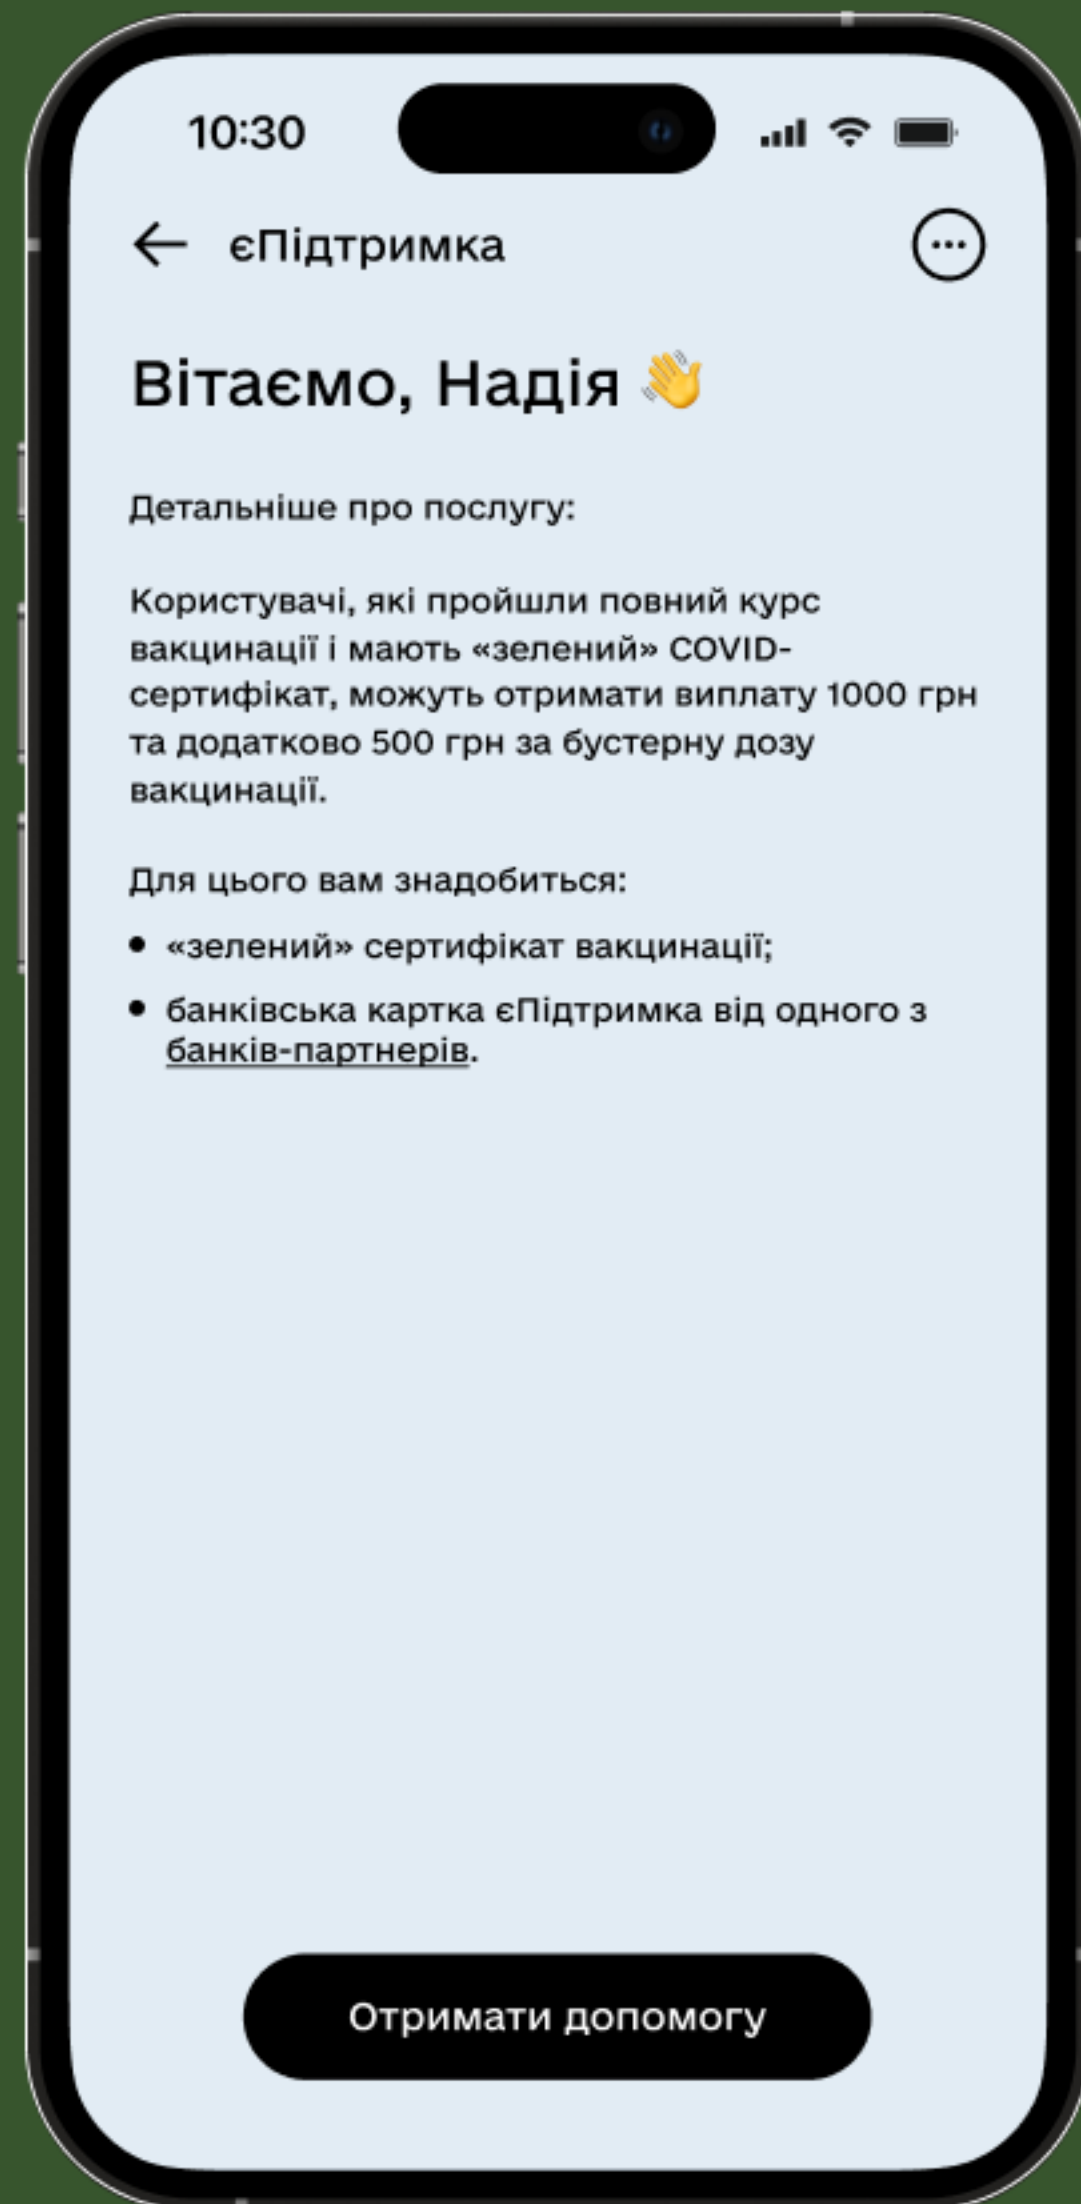 10:30
єПідтримка
Вітаємо, Надія 👋
Детальніше про послугу:
Користувачі, які пройшли повний курс
вакцинації і мають «зелений» COVID-
сертифікат, можуть отримати виплату 1000 грн
та додатково 500 грн за бустерну дозу
вакцинації.
Для цього вам знадобиться:
• «зелений» сертифікат вакцинації;
• банківська картка єПідтримка від одного з
банків-партнерів.
Отримати допомогу